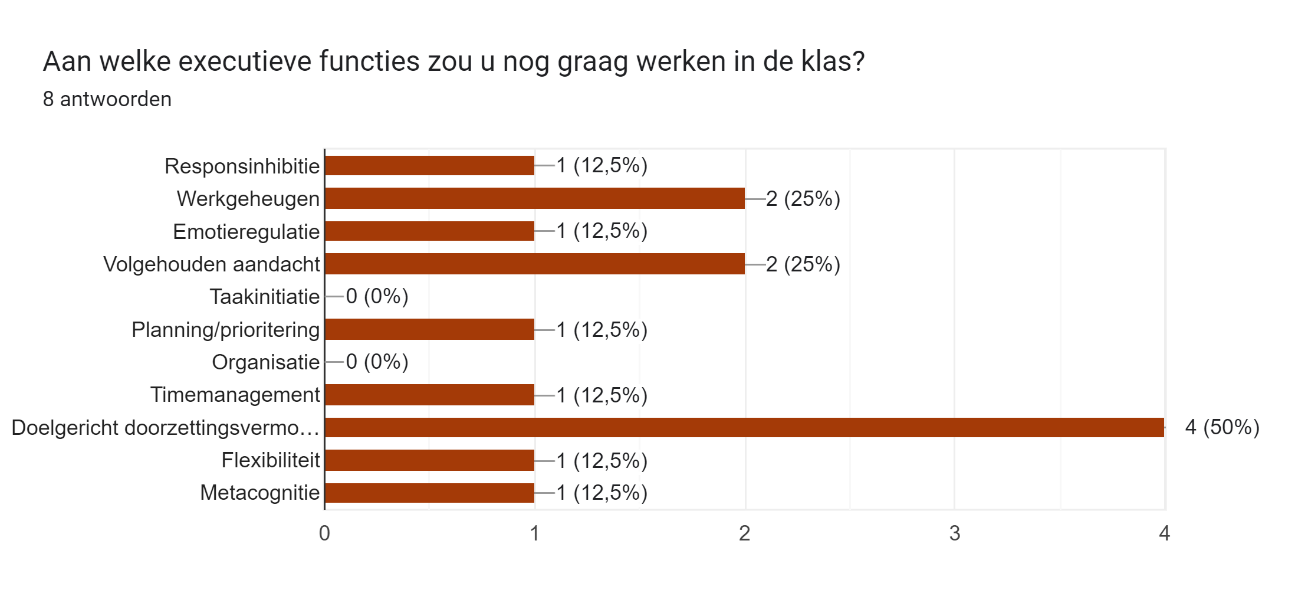 Aan welke executieve functies zou u nog graag werken in de klas?
8 antwoorden
Responsinhibitie 1 (12,5%)
Werkgeheugen 2 (25%)
Emotieregulatie 1 (12,5%)
Volgehouden aandacht 2 (25%)
Taakinitiatie 0 (0%)
Planning/prioritering 1 (12,5%)
Organisatie 0 (0%)
Timemanagement 1 (12,5%)
Doelgericht doorzettingsvermo… 4 (50%)
Flexibiliteit 1 (12,5%)
Metacognitie 1 (12,5%)
0 1 2 3 4